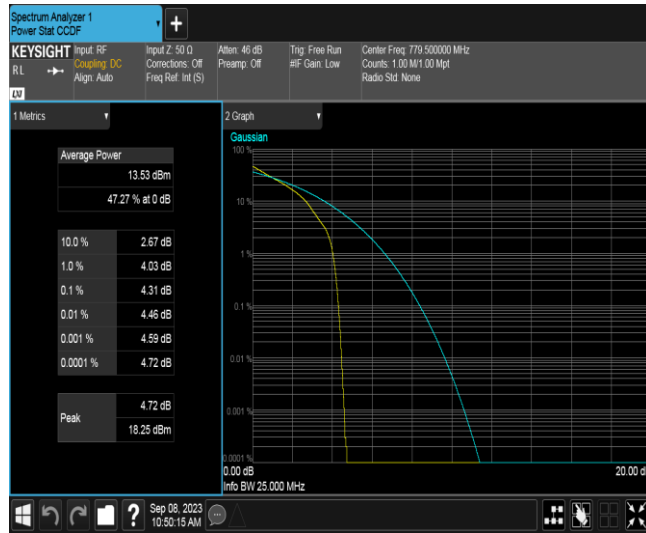 Spectrum Analyzer 1
Power Stat CCDF
+
KEYSIGHT
RL
LXI
Input: RF
Coupling: DC
Align: Auto
Input Z: 50 Ω
Corrections: Off
Freq Ref: Int (S)
Atten: 46 dB
Preamp: Off
Trig: Free Run
#IF Gain: Low
Center Freq: 779.500000 MHz
Counts: 1.00 M/1.00 Mpt
Radio Std: None
1 Metrics
Average Power
13.53 dBm
47.27 % at 0 dB
10.0 % 2.67 dB
1.0 % 4.03 dB
0.1 % 4.31 dB
0.01 % 4.46 dB
0.001 % 4.59 dB
0.0001 % 4.72 dB
Peak
4.72 dB
18.25 dBm
2 Graph
Gaussian
100 %
10 %
1 %
0.1 %
0.01 %
0.001 %
0.0001 %
0.00 dB
20.00 d
Info BW 25.000 MHz
?
Sep 08, 2023
10:50:15 AM